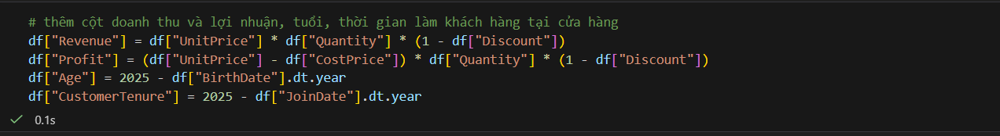 # thêm cột doanh thu và lợi nhuận, tuổi, thời gian làm khách hàng tại cửa hàng
df["Revenue"] = df["UnitPrice"] * df["Quantity"] * (1 - df["Discount"])
df["Profit"] = (df["UnitPrice"] - df["CostPrice"]) * df["Quantity"] * (1 - df["Discount"])
df["Age"] = 2025 - df["BirthDate"].dt.year
df["CustomerTenure"] = 2025 - df["JoinDate"].dt.year
0.1s